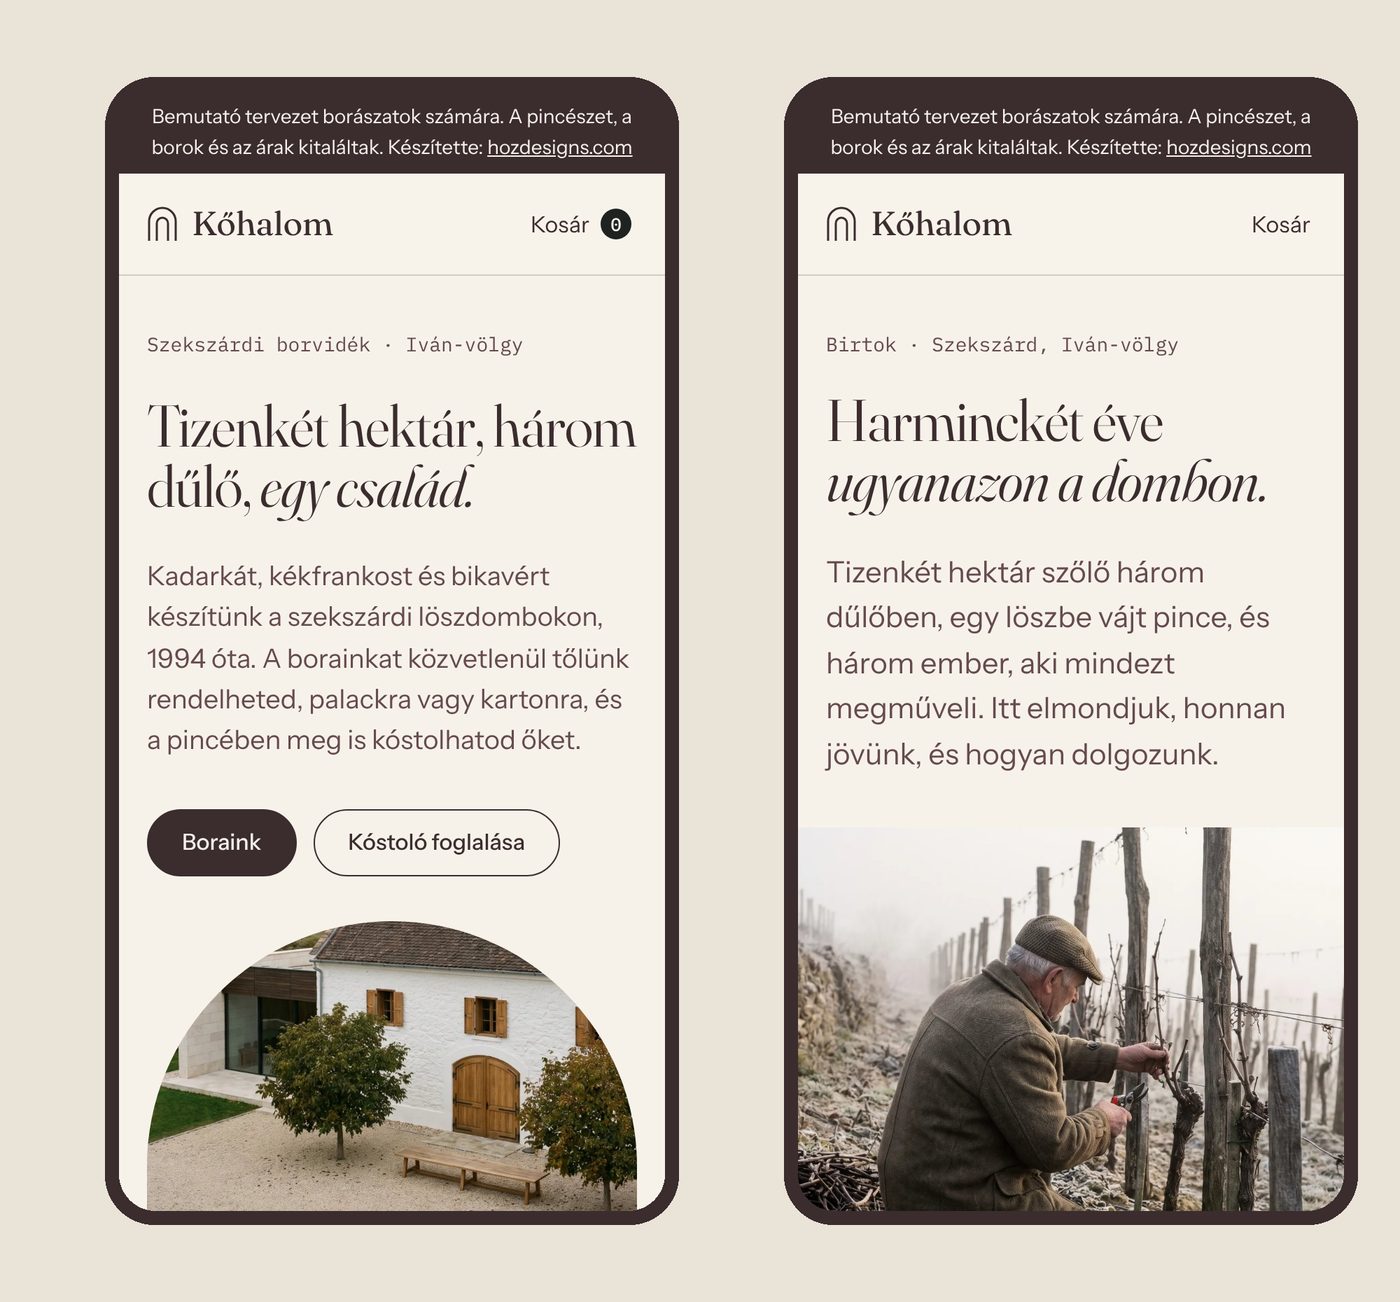 Bemutató tervezet borászatok számára. A pincészet, a
borok és az árak kitaláltak. Készítette: hozdesigns.com
Kőhalom
Kosár 0
Szekszárdi borvidék · Iván-völgy
Tizenkét hektár, három
dűlő, egy család.
Kadarkát, kékfrankost és bikavért
készítünk a szekszárdi löszdombokon,
1994 óta. A borainkat közvetlenül tőlünk
rendelheted, palackra vagy kartonra, és
a pincében meg is kóstolhatod őket.
Boraink
Kóstoló foglalása
Bemutató tervezet borászatok számára. A pincészet, a
borok és az árak kitaláltak. Készítette: hozdesigns.com
Kőhalom
Kosár
Birtok · Szekszárd, Iván-völgy
Harminckét éve
ugyanazon a dombon.
Tizenkét hektár szőlő három
dűlőben, egy löszbe vájt pince, és
három ember, aki mindezt
megműveli. Itt elmondjuk, honnan
jövünk, és hogyan dolgozunk.